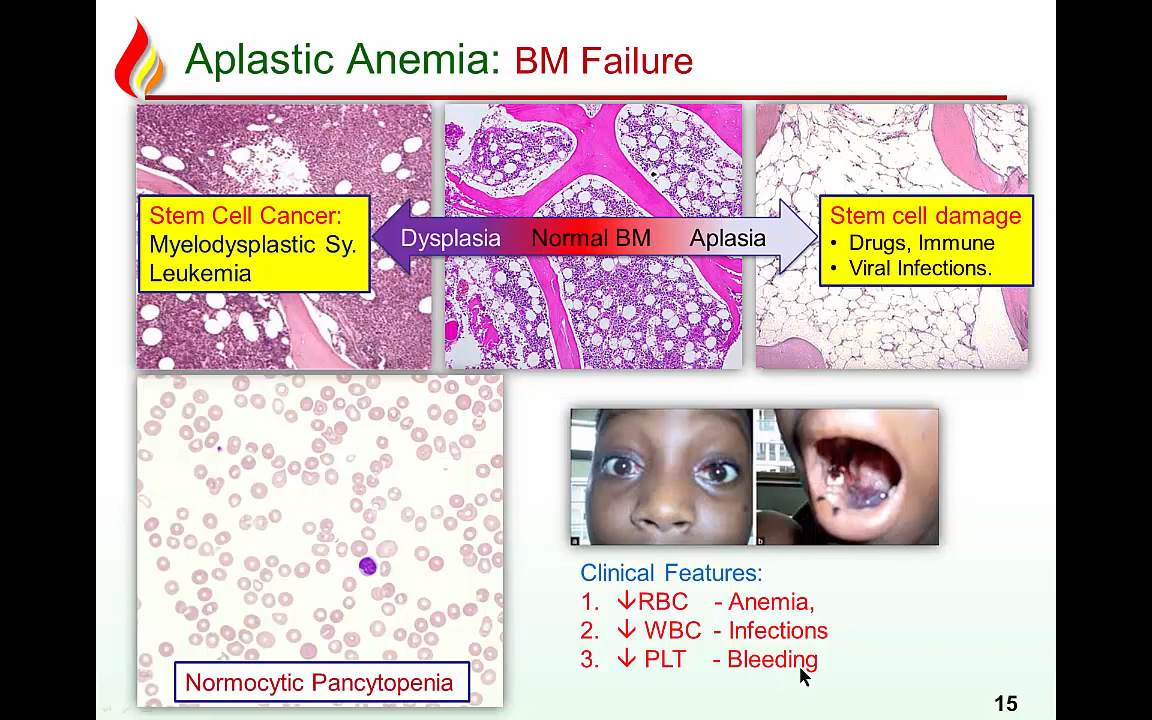 Aplastic Anemia: BM Failure
Stem Cell Cancer:
Myelodysplastic Sy.
Leukemia
Dysplasia Normal BM Aplasia
Stem cell damage
• Drugs, Immune
• Viral Infections.
Normocytic Pancytopenia
a
b
Clinical Features:
1. ↓RBC - Anemia,
2. ↓ WBC - Infections
3. ↓ PLT - Bleeding
15